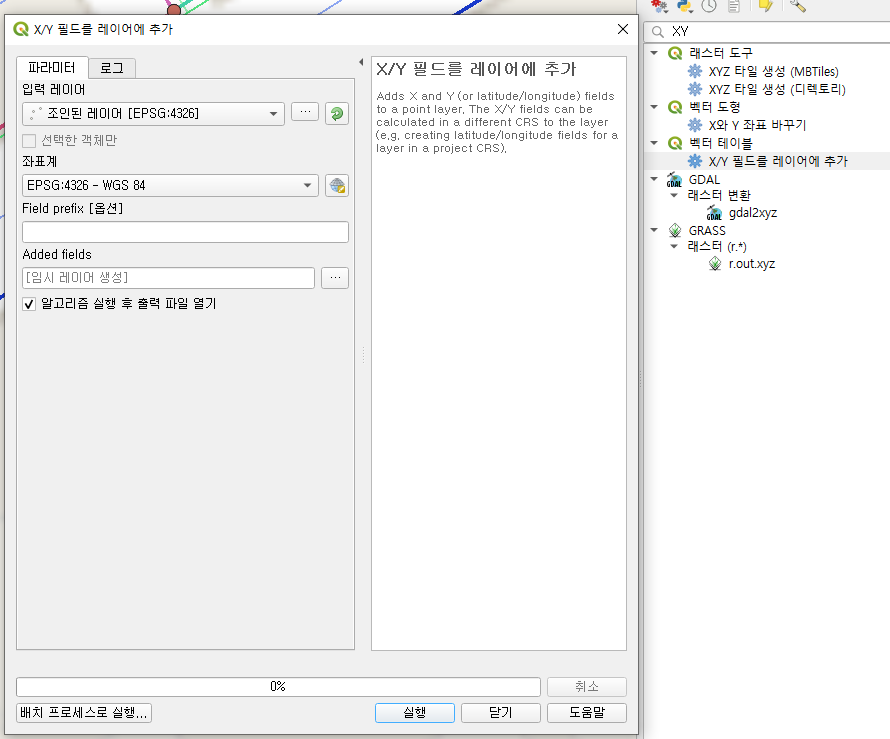 X/Y 필드를 레이어에 추가
파라미터
로그
입력 레이어
조인된 레이어 [EPSG:4326]
...
선택한 객체만
좌표계
EPSG:4326 - WGS 84
Field prefix [옵션]
Added fields
[임시 레이어 생성]
...
알고리즘 실행 후 출력 파일 열기
X/Y 필드를 레이어에 추가
Adds X and Y (or latitude/longitude) fields
to a point layer. The X/Y fields can be
calculated in a different CRS to the layer
(e.g. creating latitude/longitude fields for a
layer in a project CRS).
0%
취소
배치 프로세스로 실행...
실행
닫기
도움말
XY
래스터 도구
XYZ 타일 생성 (MBTiles)
XYZ 타일 생성 (디렉토리)
벡터 도형
X와 Y 좌표 바꾸기
벡터 테이블
X/Y 필드를 레이어에 추가
GDAL
GDAL
래스터 변환
GDAL
gdal2xyz
GRASS
래스터 (r.*)
r.out.xyz